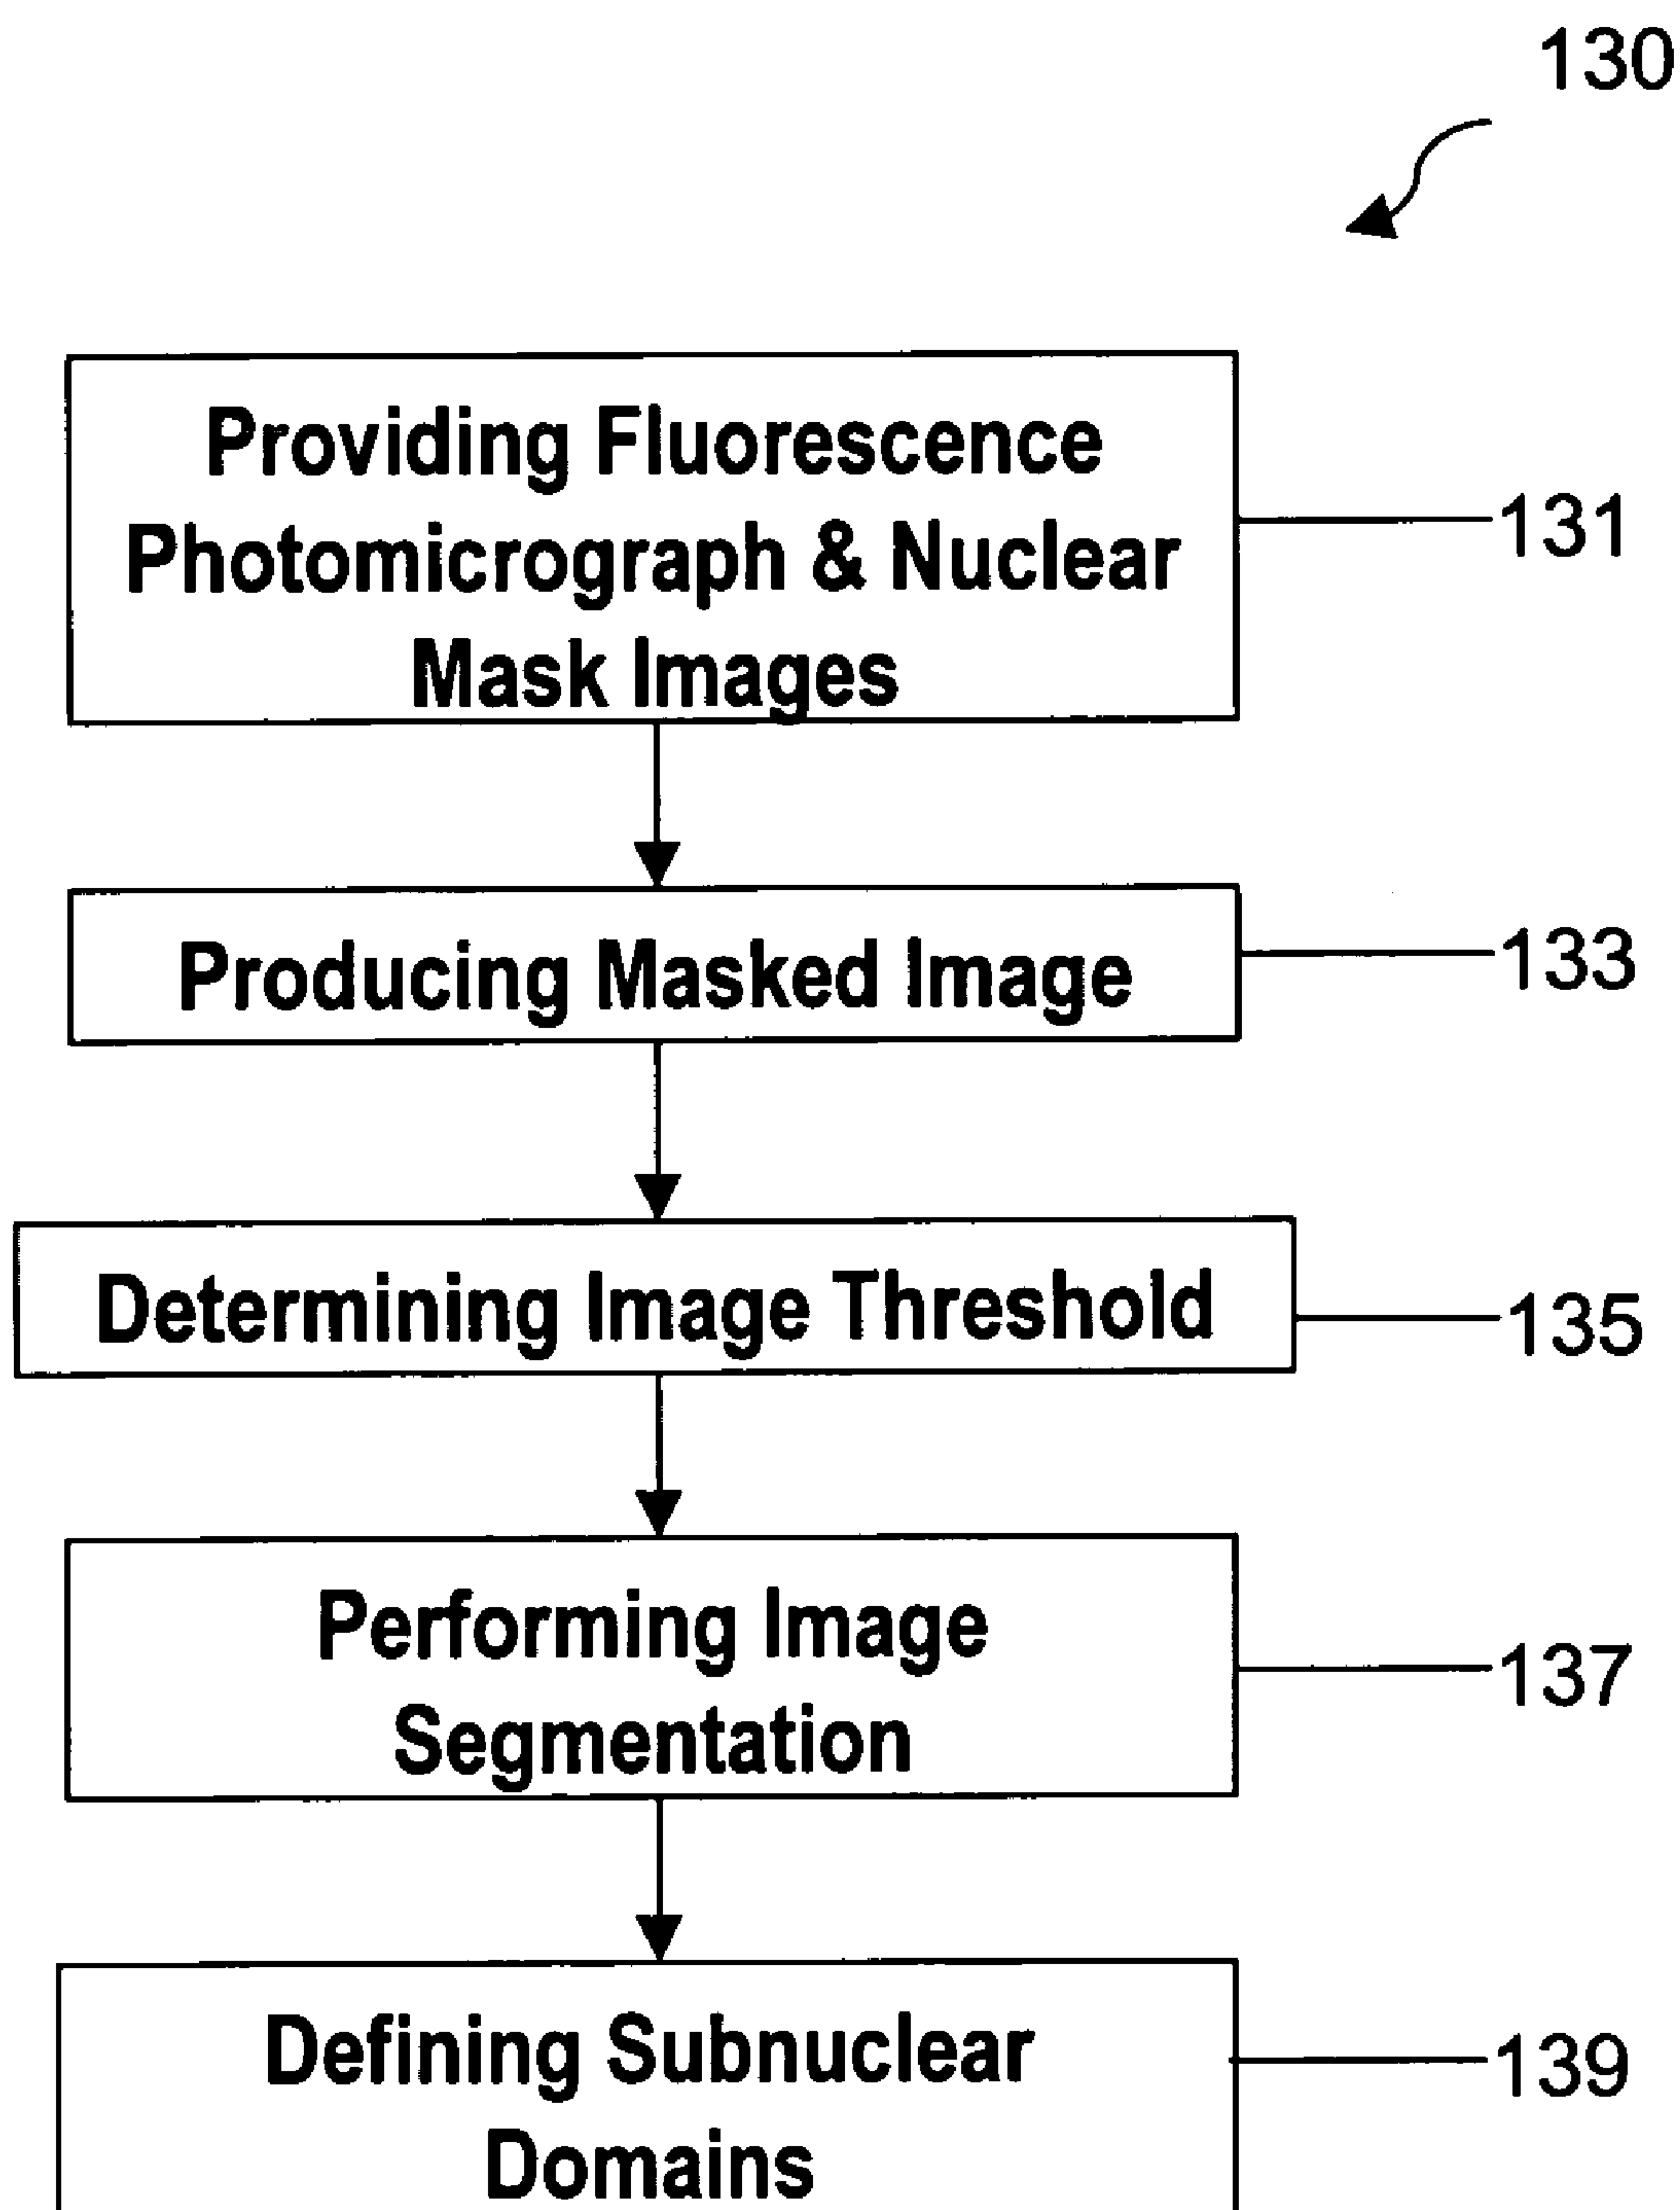 130
Providing Fluorescence
Photomicrograph & Nuclear
Mask Images
131
Producing Masked Image
133
Determining Image Threshold
135
Performing Image
Segmentation
137
Defining Subnuclear
Domains
139